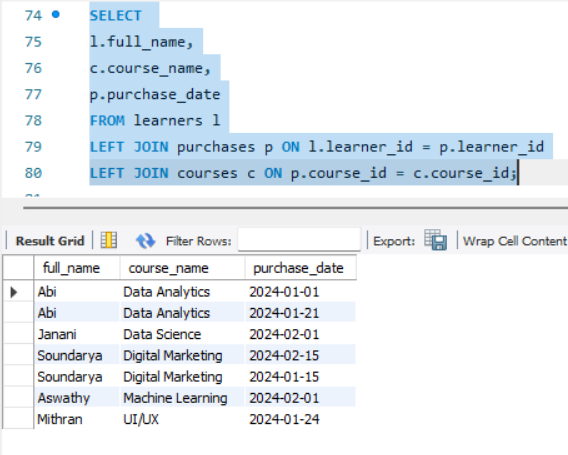 74 SELECT
75 l.full_name,
76 c.course_name,
77 p.purchase_date
78 FROM learners l
79 LEFT JOIN purchases p ON l.learner_id = p.learner_id
80 LEFT JOIN courses c ON p.course_id = c.course_id;
Result Grid Filter Rows: Export: Wrap Cell Content
full_name course_name purchase_date
Abi Data Analytics 2024-01-01
Abi Data Analytics 2024-01-21
Janani Data Science 2024-02-01
Soundarya Digital Marketing 2024-02-15
Soundarya Digital Marketing 2024-01-15
Aswathy Machine Learning 2024-02-01
Mithran UI/UX 2024-01-24